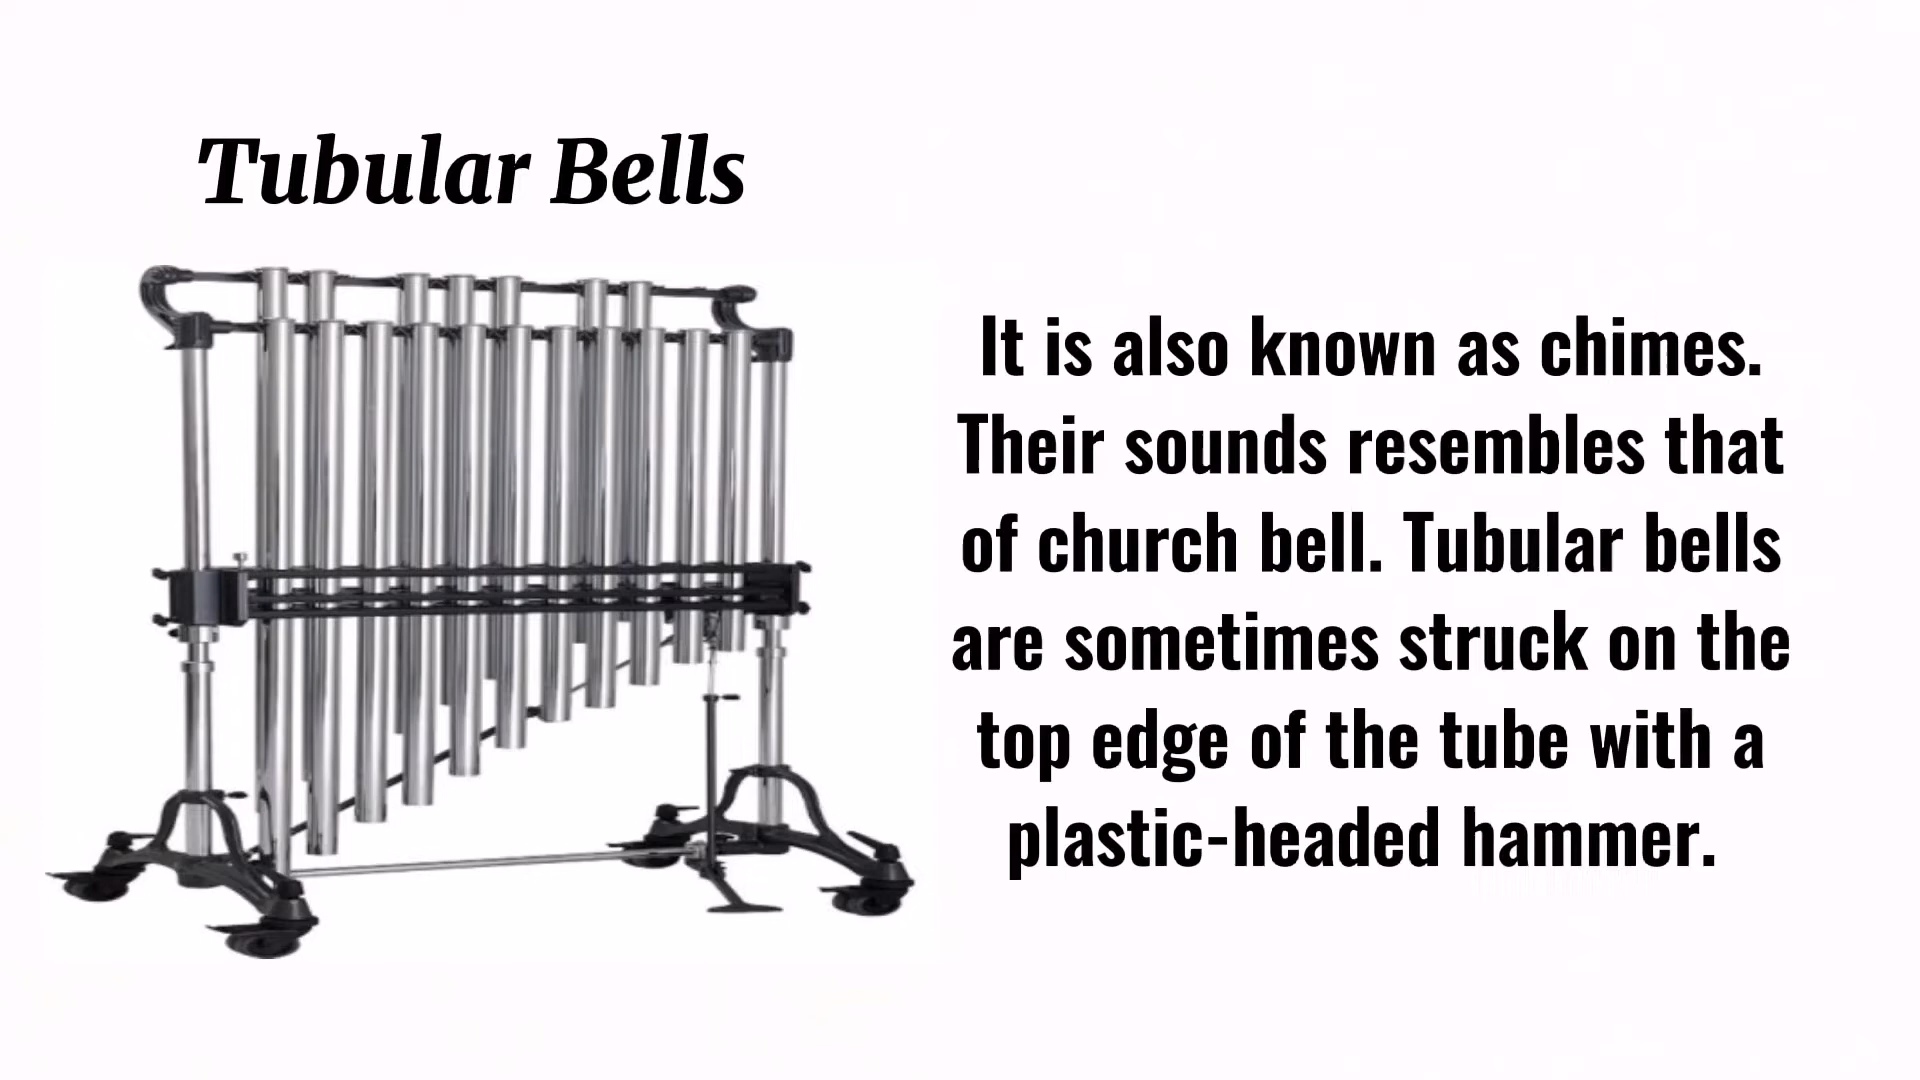 Tubular Bells
It is also known as chimes.
Their sounds resembles that
of church bell. Tubular bells
are sometimes struck on the
top edge of the tube with a
plastic-headed hammer.